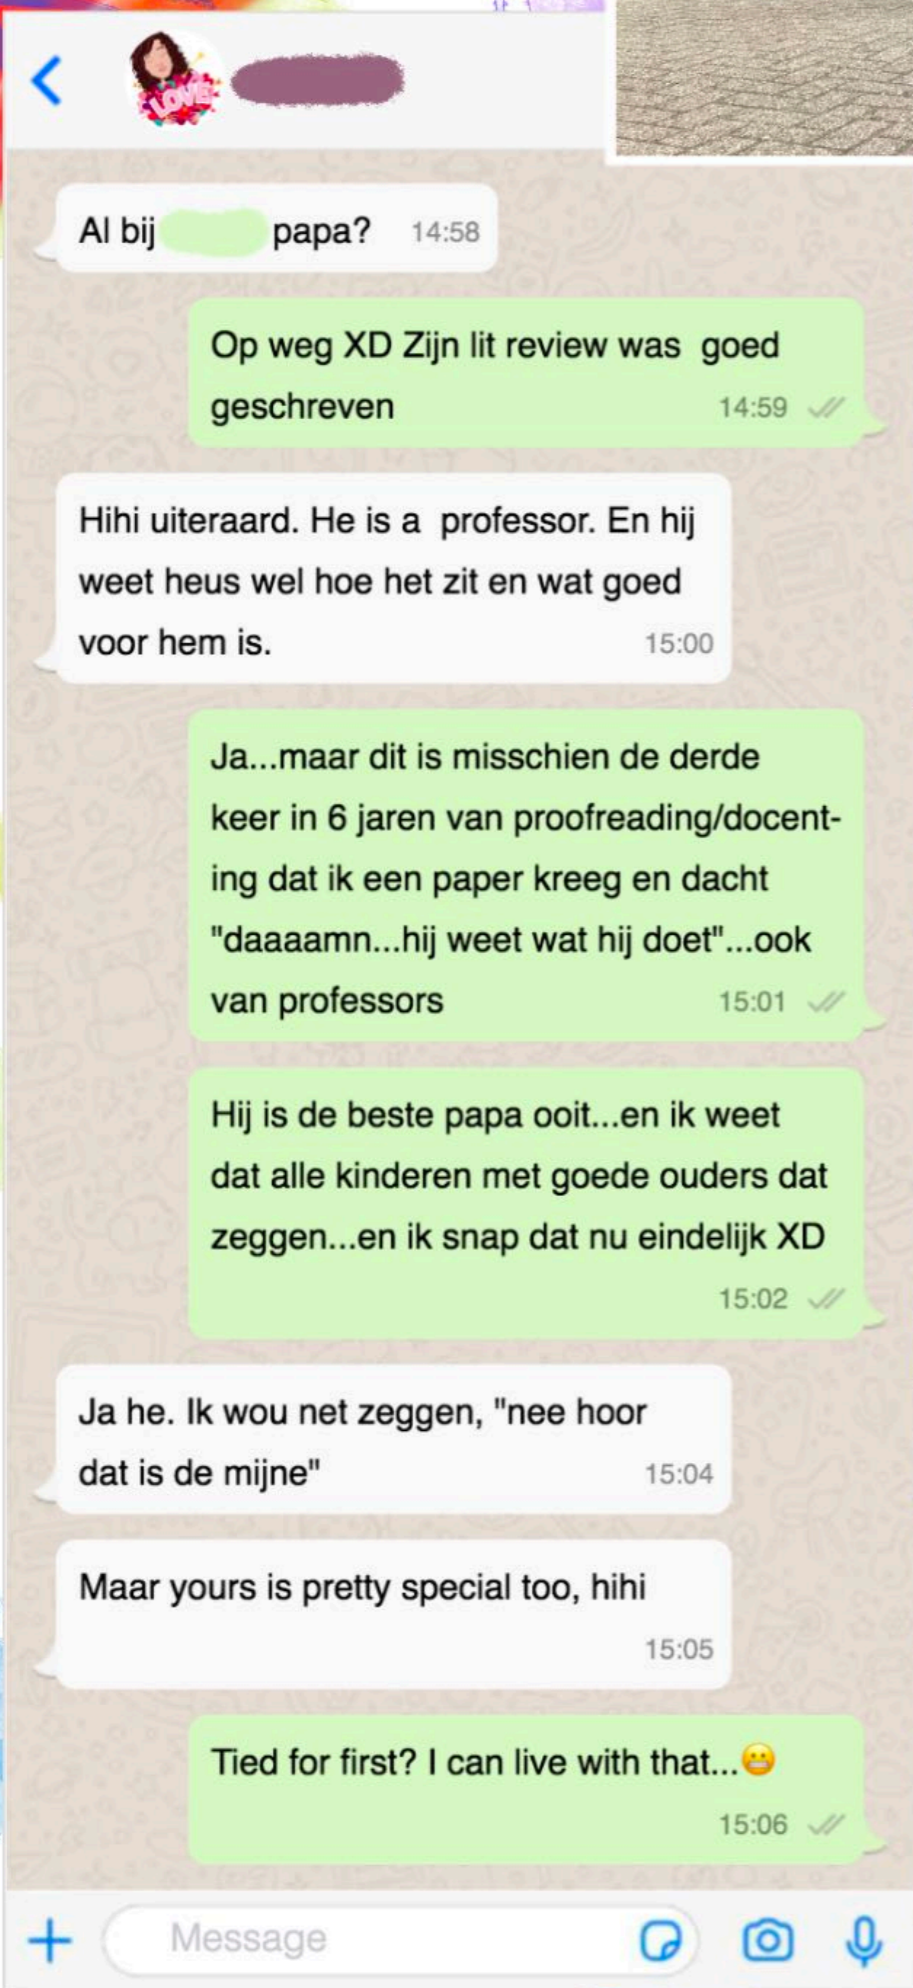 LOVE
Al bij papa? 14:58
Op weg XD Zijn lit review was goed
geschreven 14:59
Hihi uiteraard. He is a professor. En hij
weet heus wel hoe het zit en wat goed
voor hem is. 15:00
Ja...maar dit is misschien de derde
keer in 6 jaren van proofreading/docent-
ing dat ik een paper kreeg en dacht
"daaaamn...hij weet wat hij doet"...ook
van professors 15:01
Hij is de beste papa ooit...en ik weet
dat alle kinderen met goede ouders dat
zeggen...en ik snap dat nu eindelijk XD
15:02
Ja he. Ik wou net zeggen, "nee hoor
dat is de mijne" 15:04
Maar yours is pretty special too, hihi
15:05
Tied for first? I can live with that...😬
15:06
Message